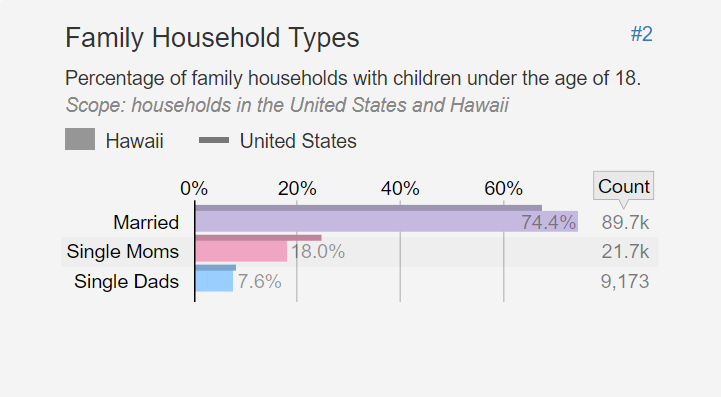 Family Household Types #2
Percentage of family households with children under the age of 18.
Scope: households in the United States and Hawaii
Hawaii United States
0% 20% 40% 60% Count
Married 74.4% 89.7k
Single Moms 18.0% 21.7k
Single Dads 7.6% 9,173